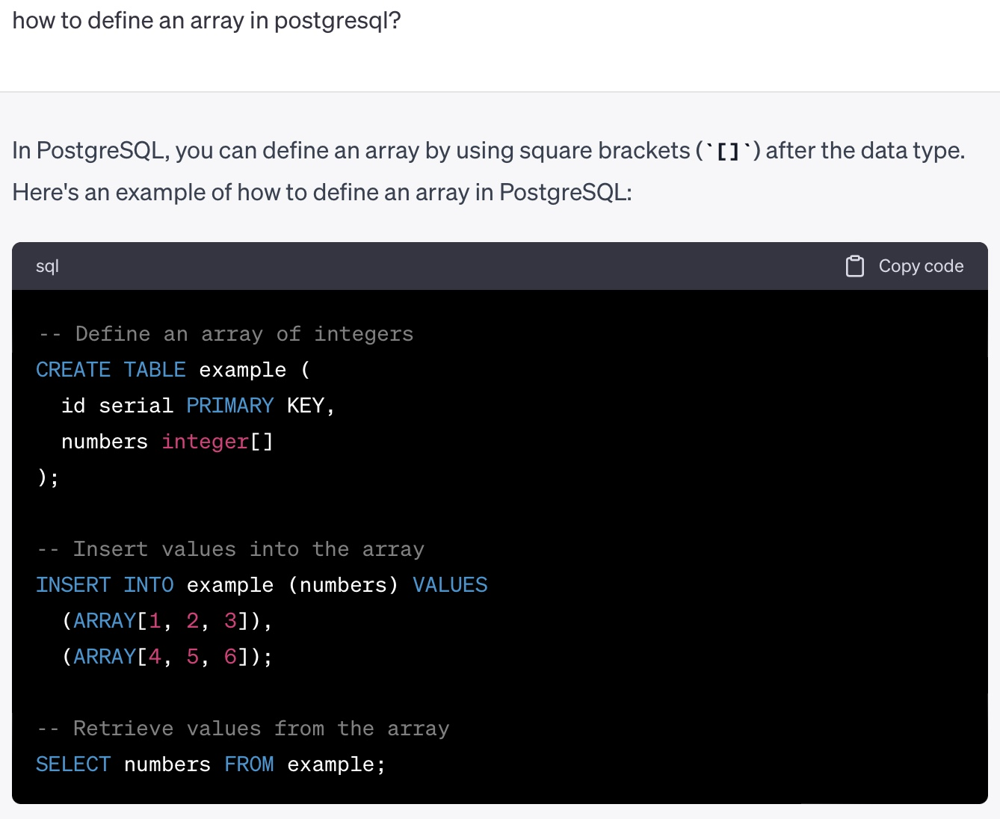 how to define an array in postgresql?
In PostgreSQL, you can define an array by using square brackets (`[]`) after the data type.
Here's an example of how to define an array in PostgreSQL:
sql Copy code
-- Define an array of integers
CREATE TABLE example (
  id serial PRIMARY KEY,
  numbers integer[]
);
-- Insert values into the array
INSERT INTO example (numbers) VALUES
  (ARRAY[1, 2, 3]),
  (ARRAY[4, 5, 6]);
-- Retrieve values from the array
SELECT numbers FROM example;